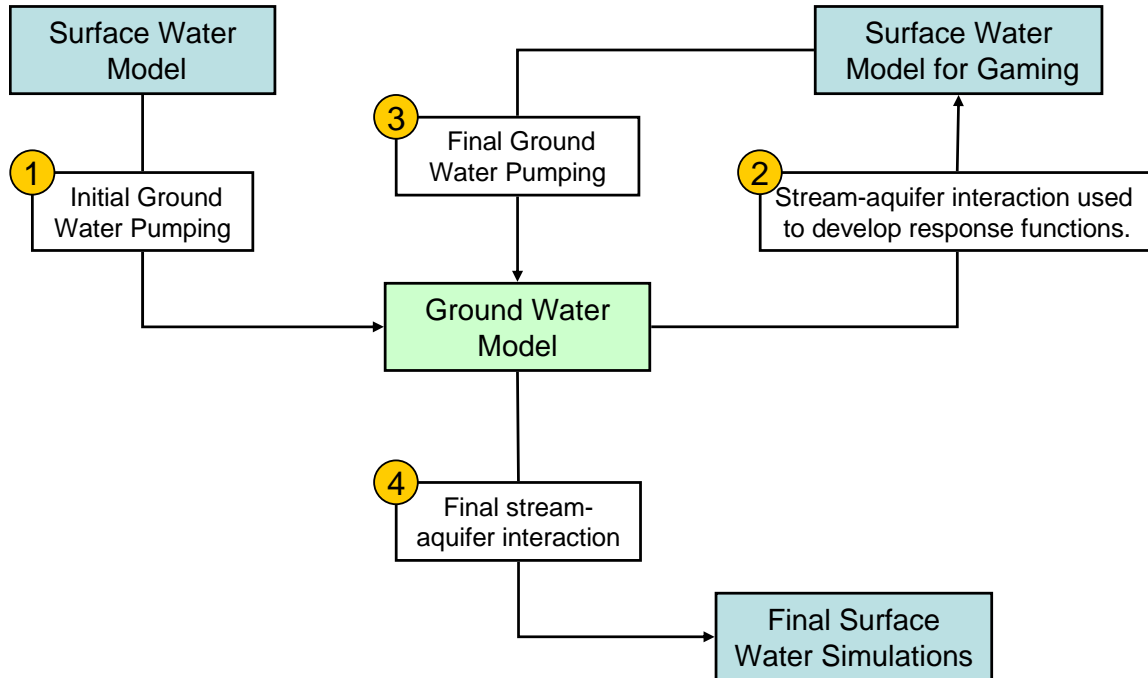 Surface Water
Model
Surface Water
Model for Gaming
3
Final Ground
Water Pumping
1
Initial Ground
Water Pumping
2
Stream-aquifer interaction used
to develop response functions.
Ground Water
Model
4
Final stream-
aquifer interaction
Final Surface
Water Simulations